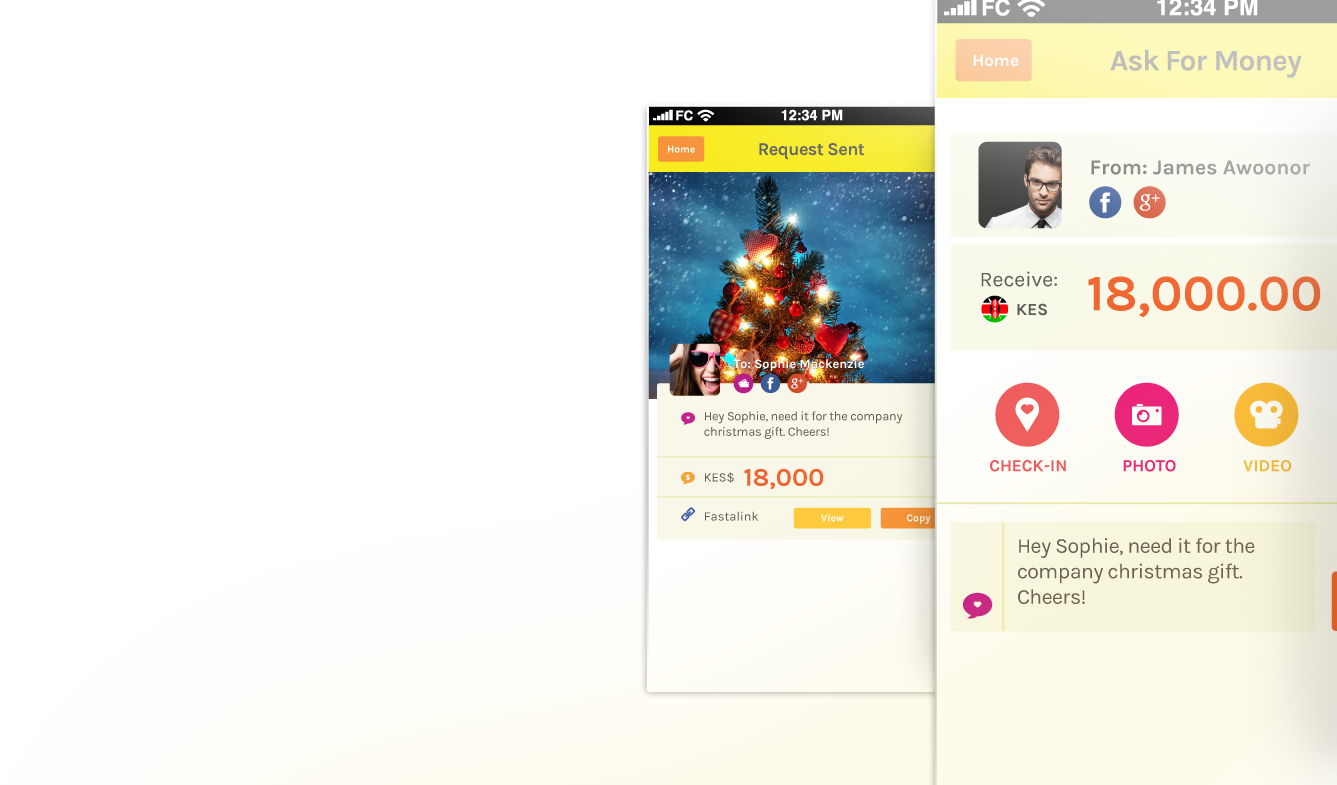 FC 12:34 PM
Home Request Sent
To: Sophie Mackenzie
Hey Sophie, need it for the company
christmas gift. Cheers!
KES$ 18,000
Fastalink View Copy
FC 12:34 PM
Home Ask For Money
From: James Awoonor
Receive:
KES 18,000.00
CHECK-IN PHOTO VIDEO
Hey Sophie, need it for the
company christmas gift.
Cheers!